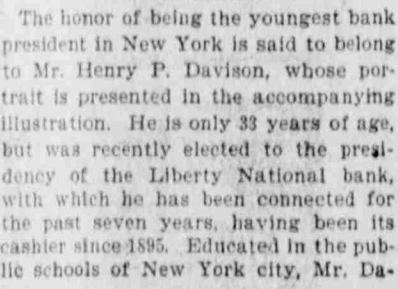 The honor of being the youngest bank
president in New York is said to belong
to Mr. Henry P. Davison, whose por-
trait is presented in the accompanying
illustration. He is only 33 years of age,
but was recently elected to the presi-
dency of the Liberty National bank,
with which he has been connected for
the past seven years, having been its
cashier since 1895. Educated in the pub-
lic schools of New York city, Mr. Da-